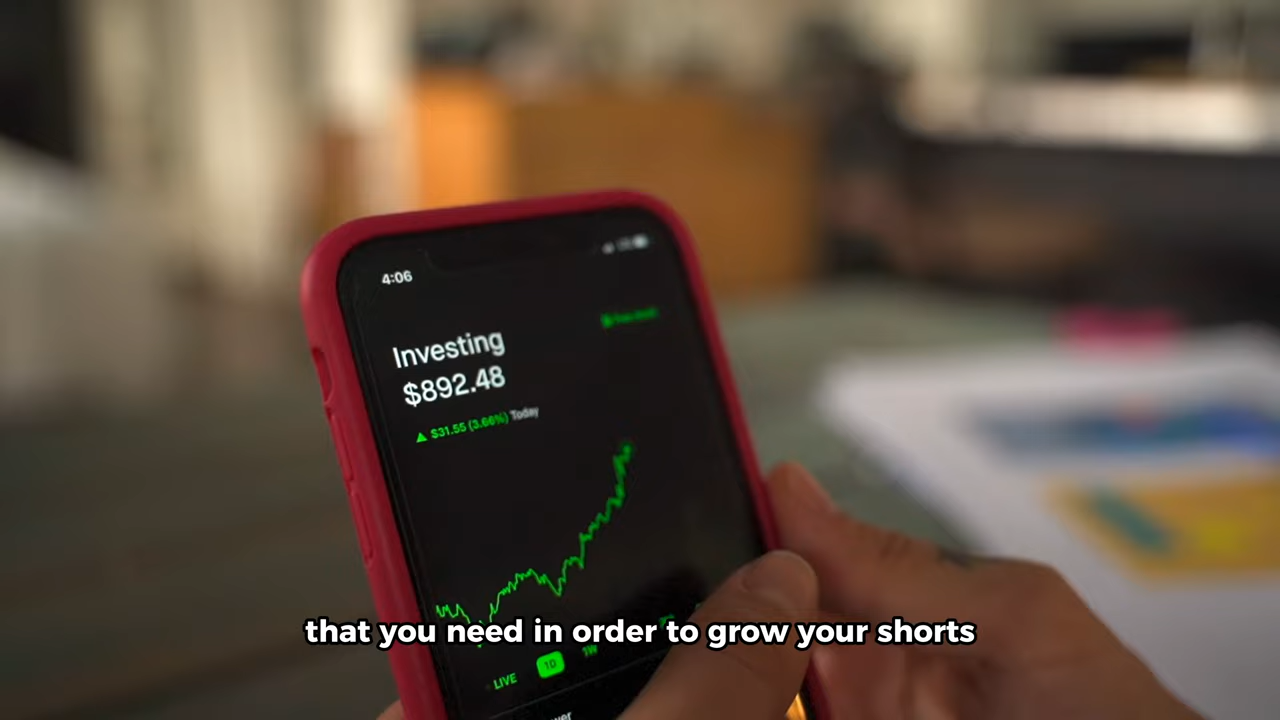 4:06
Investing
$892.48
▲ $31.55 (3.66%) Today
that you need in order to grow your shorts
LIVE
1D
1W